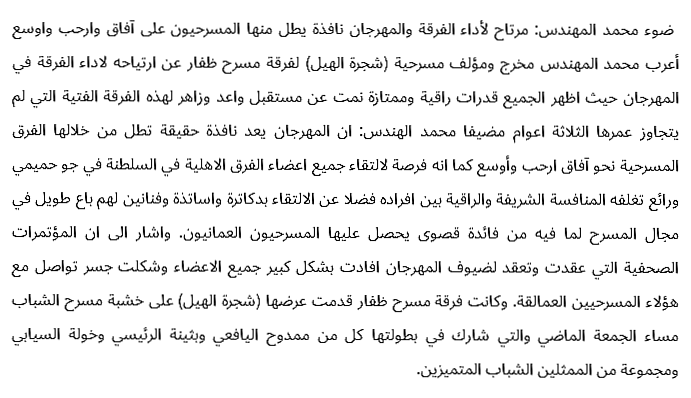 ضوء محمد المهندس: مرتاح لأداء الفرقة والمهرجان نافذة يطل منها المسرحيون على آفاق وارحب واوسع
أعرب محمد المهندس مخرج ومؤلف مسرحية (شجرة الهيل) لفرقة مسرح ظفار عن ارتياحه لاداء الفرقة في
المهرجان حيث اظهر الجميع قدرات راقية وممتازة نمت عن مستقبل واعد وزاهر لهذه الفرقة الفتية التي لم
يتجاوز عمرها الثلاثة اعوام مضيفا محمد الهندس: ان المهرجان يعد نافذة حقيقة تطل من خلالها الفرق
المسرحية نحو آفاق ارحب وأوسع كما انه فرصة لالتقاء جميع اعضاء الفرق الاهلية في السلطنة في جو حميمي
ورائع تغلفه المنافسة الشريفة والراقية بين افراده فضلا عن الالتقاء بدكاترة واساتذة وفنانين لهم باع طويل في
مجال المسرح لما فيه من فائدة قصوى يحصل عليها المسرحيون العمانيون. واشار الى ان المؤتمرات
الصحفية التي عقدت وتعقد لضيوف المهرجان افادت بشكل كبير جميع الاعضاء وشكلت جسر تواصل مع
هؤلاء المسرحيين العمالقة. وكانت فرقة مسرح ظفار قدمت عرضها (شجرة الهيل) على خشبة مسرح الشباب
مساء الجمعة الماضي والتي شارك في بطولتها كل من ممدوح اليافعي وبثينة الرئيسي وخولة السيابي
ومجموعة من الممثلين الشباب المتميزين.